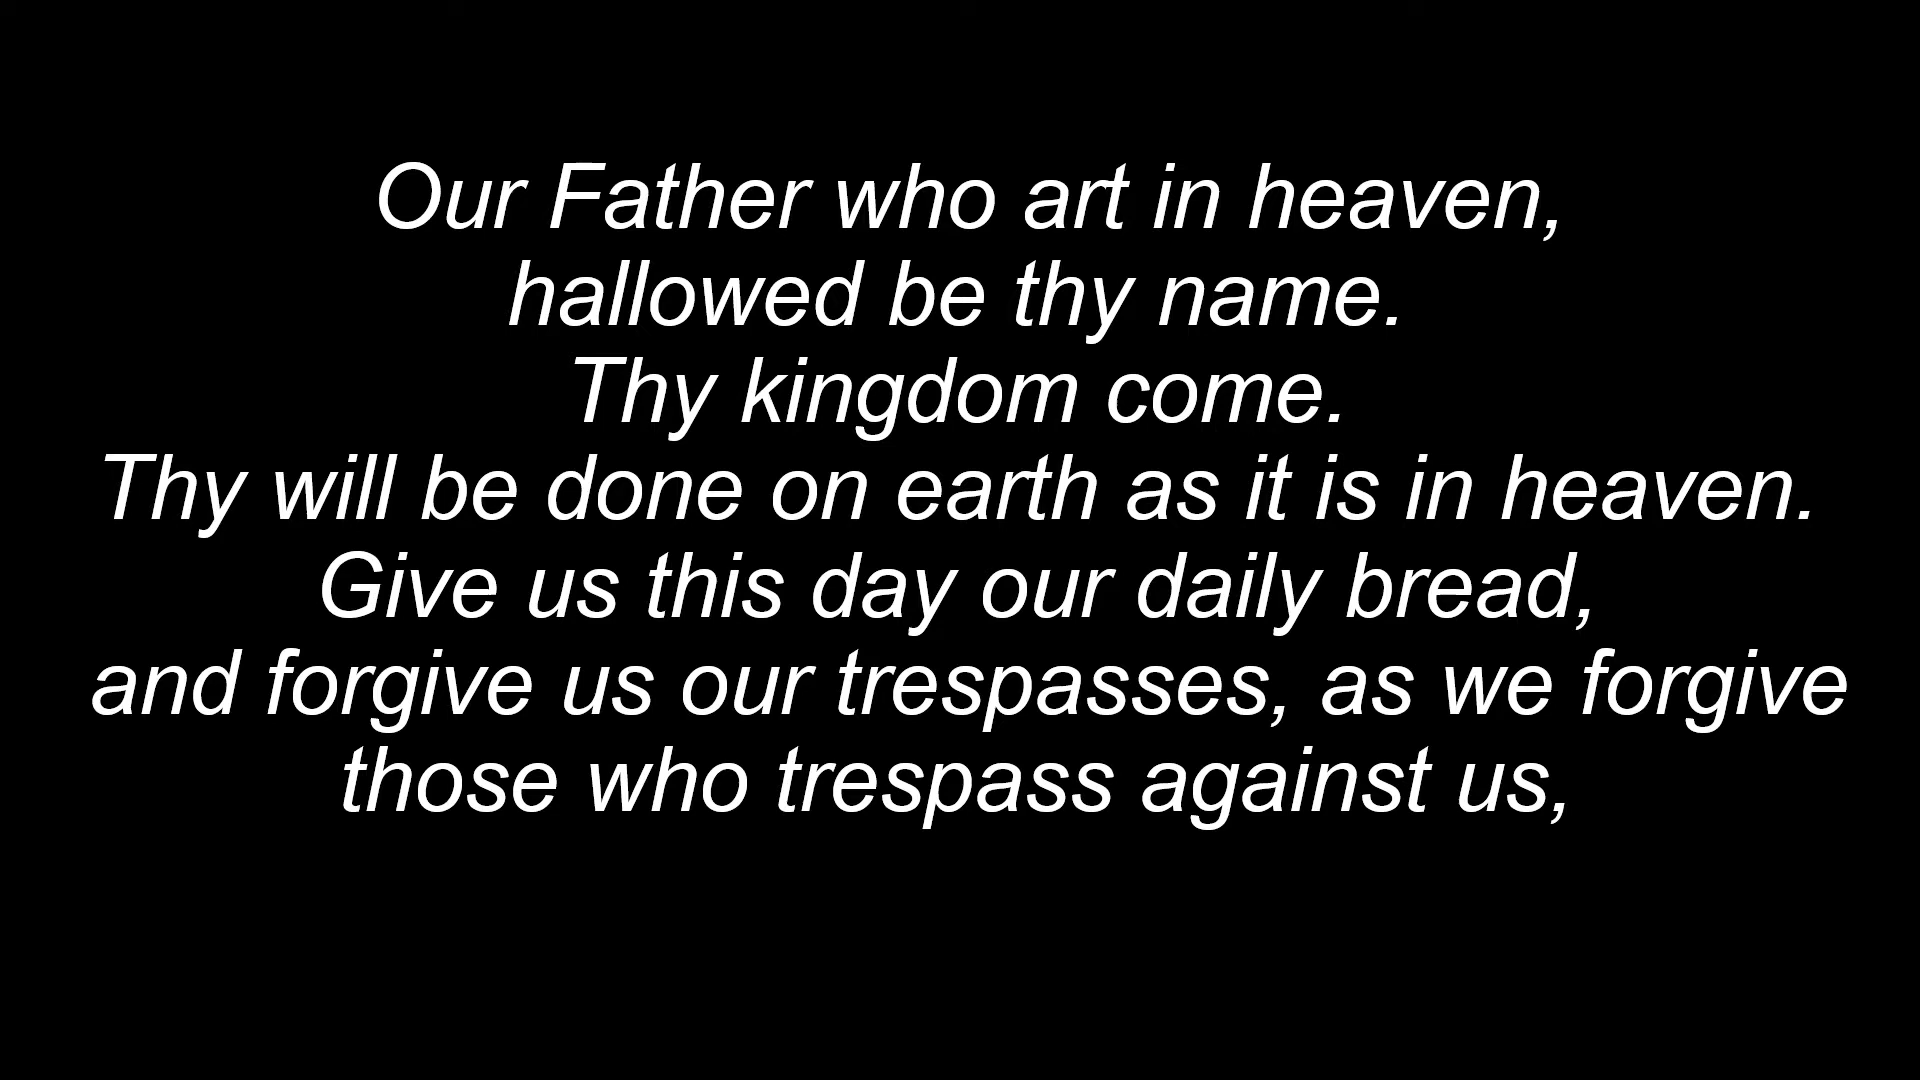 Our Father who art in heaven,
hallowed be thy name.
Thy kingdom come.
Thy will be done on earth as it is in heaven.
Give us this day our daily bread,
and forgive us our trespasses, as we forgive
those who trespass against us,